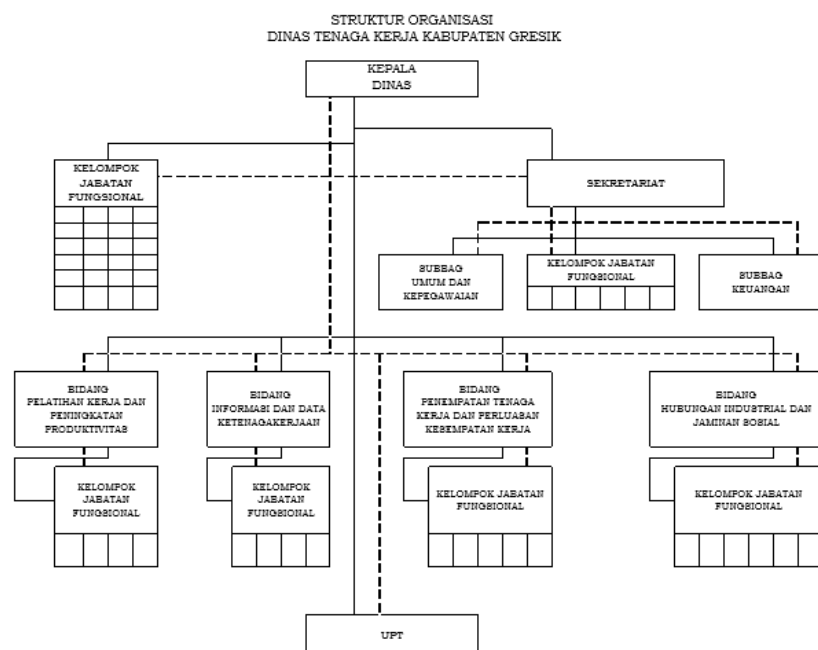 STRUKTUR ORGANISASI
DINAS TENAGA KERJA KABUPATEN GRESIK
KEPALA
DINAS
KELOMPOK
JABATAN
FUNGSIONAL
SEKRETARIAT
SUBBAG
UMUM DAN
KEPEGAWAIAN
KELOMPOK JABATAN
FUNGSIONAL
SUBBAG
KEUANGAN
BIDANG
PELATIHAN KERJA DAN
PENINGKATAN
PRODUKTIVITAS
BIDANG
INFORMASI DAN DATA
KETENAGAKERJAAN
BIDANG
PENEMPATAN TENAGA
KERJA DAN PERLUASAN
KESEMPATAN KERJA
BIDANG
HUBUNGAN INDUSTRIAL DAN
JAMINAN SOSIAL
KELOMPOK
JABATAN
FUNGSIONAL
KELOMPOK
JABATAN
FUNGSIONAL
KELOMPOK JABATAN
FUNGSIONAL
KELOMPOK JABATAN
FUNGSIONAL
UPT